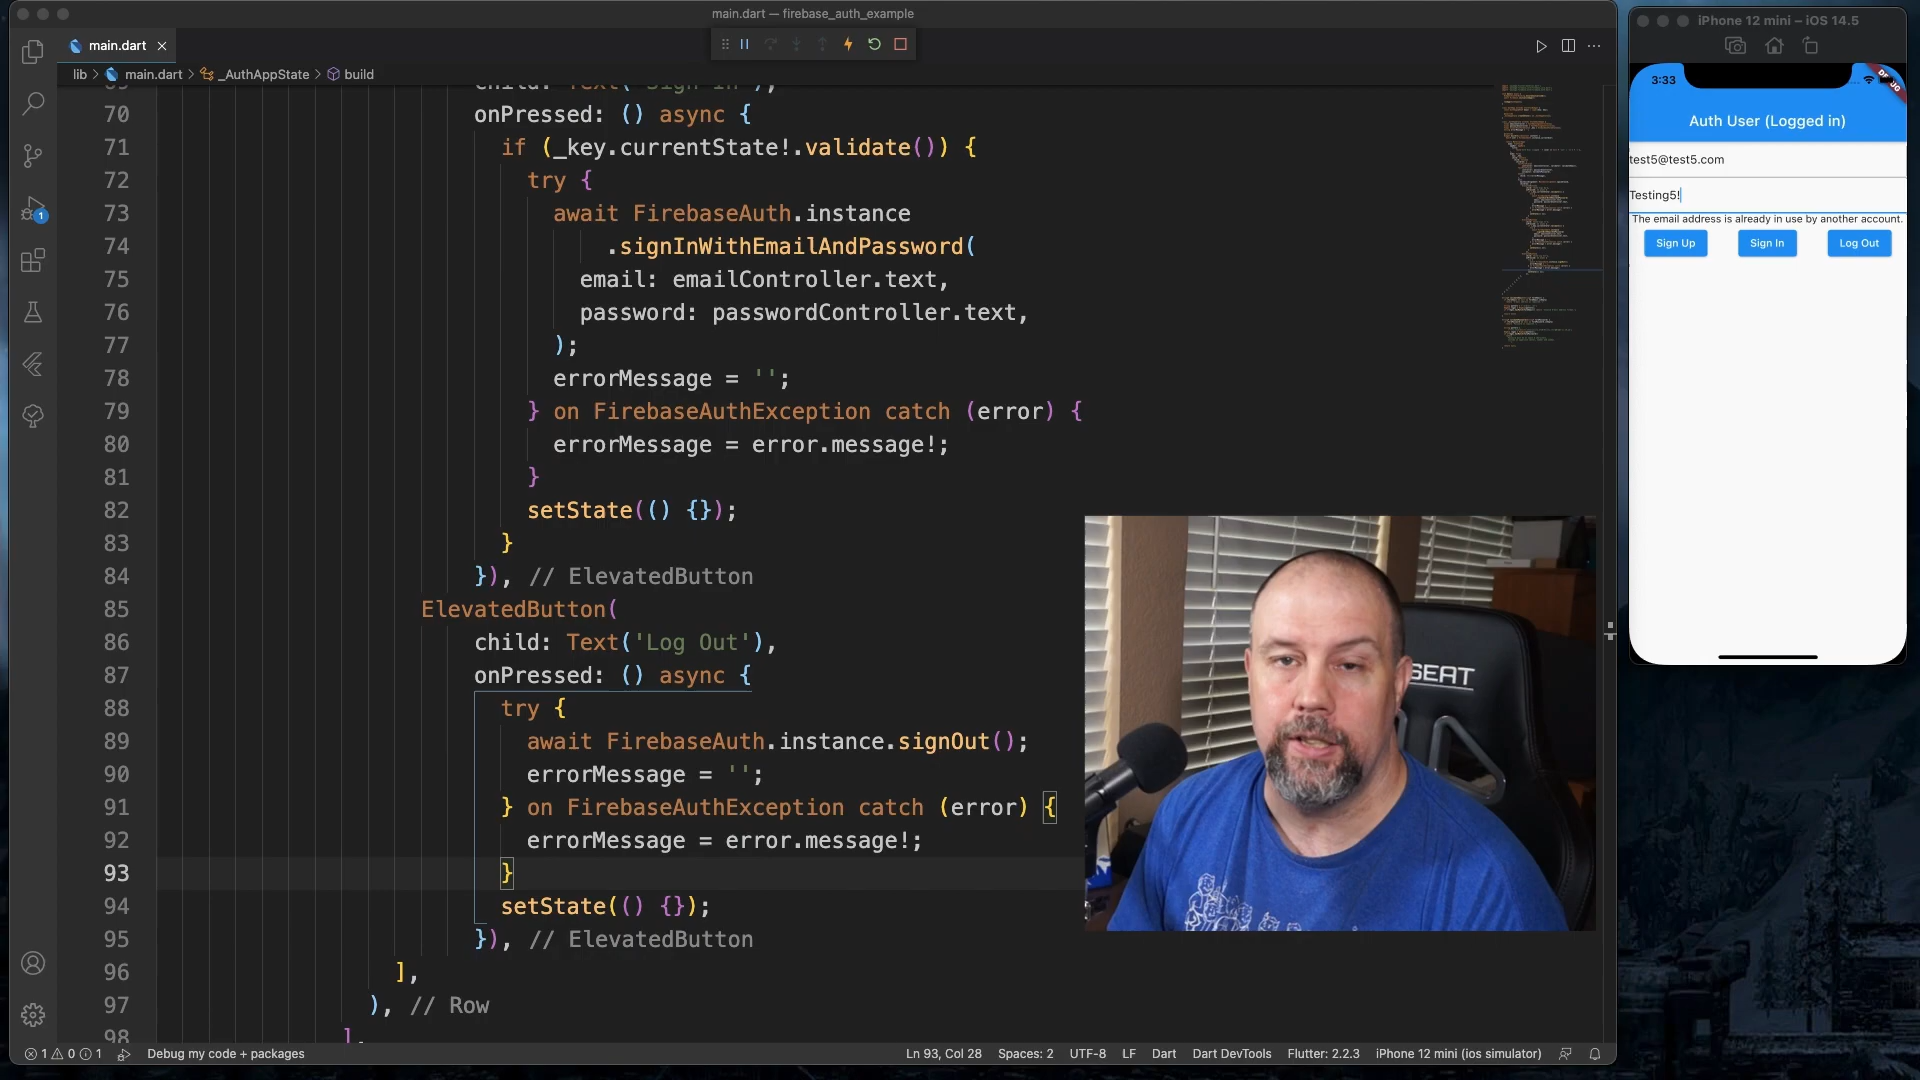 main.dart — firebase_auth_example
main.dart
lib > main.dart > _AuthAppState > build
70 onPressed: () async {
71 if (_key.currentState!.validate()) {
72 try {
73 await FirebaseAuth.instance
74 .signInWithEmailAndPassword(
75 email: emailController.text,
76 password: passwordController.text,
77 );
78 errorMessage = '';
79 } on FirebaseAuthException catch (error) {
80 errorMessage = error.message!;
81 }
82 setState(() {});
83 }
84 }), // ElevatedButton
85 ElevatedButton(
86 child: Text('Log Out'),
87 onPressed: () async {
88 try {
89 await FirebaseAuth.instance.signOut();
90 errorMessage = '';
91 } on FirebaseAuthException catch (error) {
92 errorMessage = error.message!;
93 }
94 setState(() {});
95 }), // ElevatedButton
96 ],
97 ), // Row
98 ],
1
1 0 1 Debug my code + packages Ln 93, Col 28 Spaces: 2 UTF-8 LF Dart Dart DevTools Flutter: 2.2.3 iPhone 12 mini (ios simulator)
SEAT
iPhone 12 mini – iOS 14.5
3:33
Auth User (Logged in)
test5@test5.com
Testing5!
The email address is already in use by another account.
Sign Up Sign In Log Out